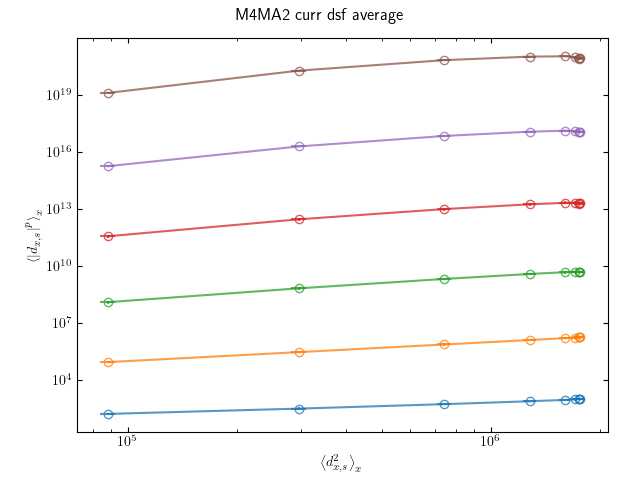 M4MA2 curr dsf average
⟨|d_{x,s}|^p⟩_x
10^{19}
10^{16}
10^{13}
10^{10}
10^7
10^4
10^5
10^6
⟨d_{x,s}^2⟩_x